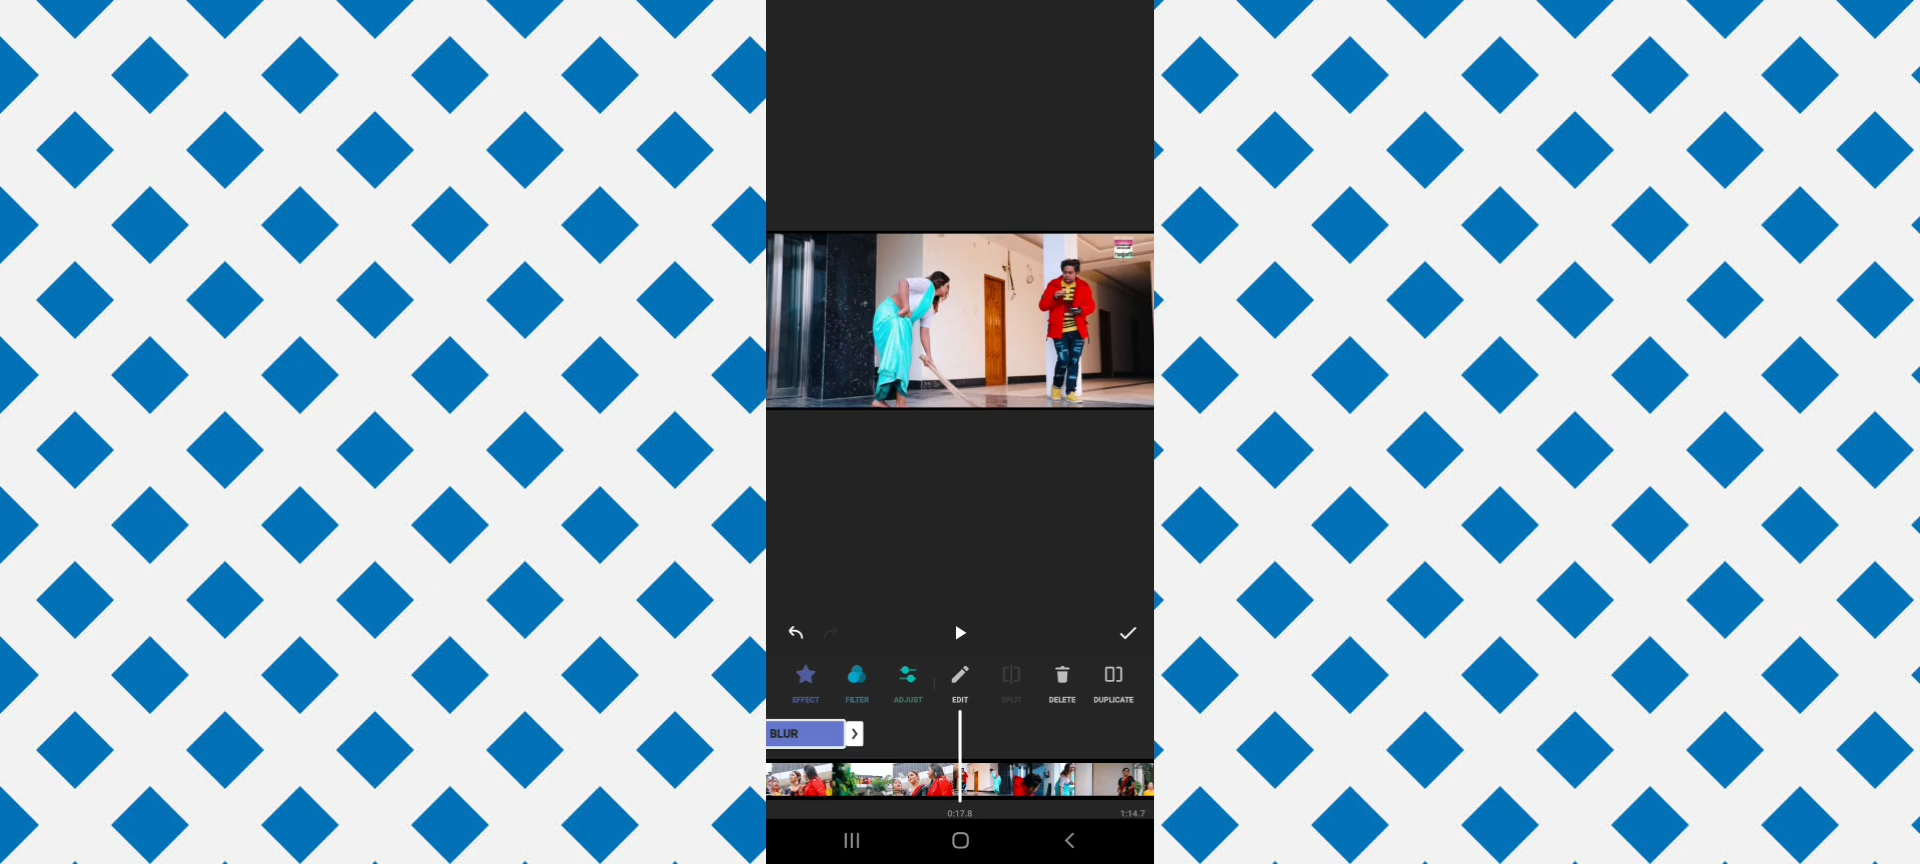 EFFECT
FILTER
ADJUST
EDIT
SPLIT
DELETE
DUPLICATE
BLUR
0:17.8
1:14.7